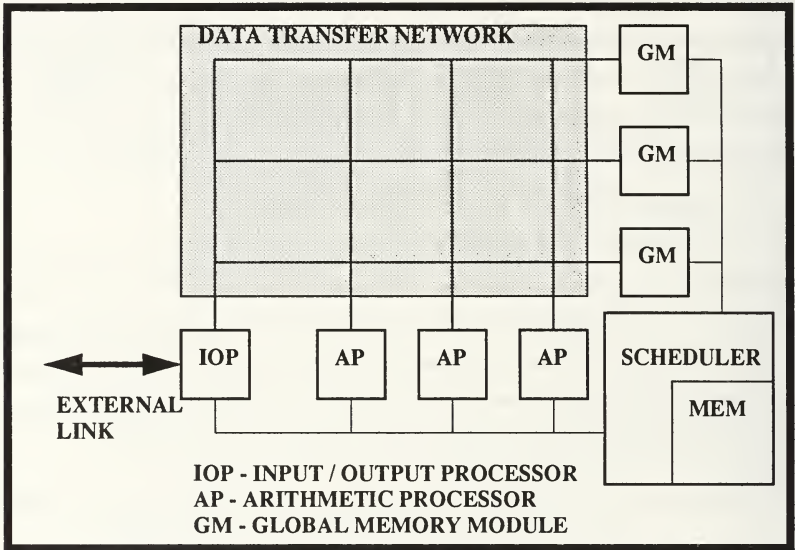 DATA TRANSFER NETWORK
GM
GM
GM
IOP
AP
AP
AP
SCHEDULER
MEM
EXTERNAL
LINK
IOP - INPUT / OUTPUT PROCESSOR
AP - ARITHMETIC PROCESSOR
GM - GLOBAL MEMORY MODULE